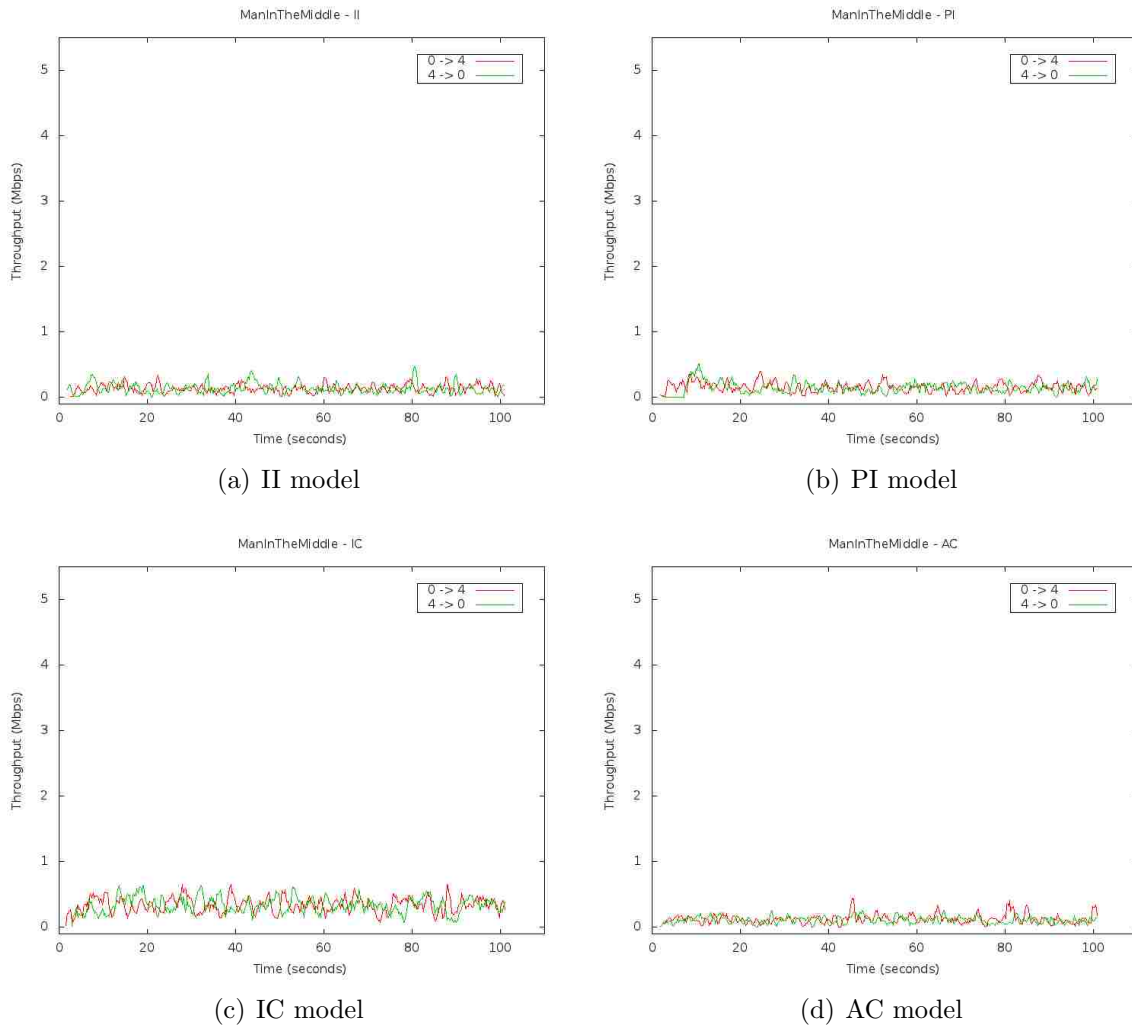 ManInTheMiddle - II
5
4
3
2
1
0
Throughput (Mbps)
0 -> 4
4 -> 0
0 20 40 60 80 100
Time (seconds)
(a) II model
ManInTheMiddle - PI
5
4
3
2
1
0
Throughput (Mbps)
0 -> 4
4 -> 0
0 20 40 60 80 100
Time (seconds)
(b) PI model
ManInTheMiddle - IC
5
4
3
2
1
0
Throughput (Mbps)
0 -> 4
4 -> 0
0 20 40 60 80 100
Time (seconds)
(c) IC model
ManInTheMiddle - AC
5
4
3
2
1
0
Throughput (Mbps)
0 -> 4
4 -> 0
0 20 40 60 80 100
Time (seconds)
(d) AC model